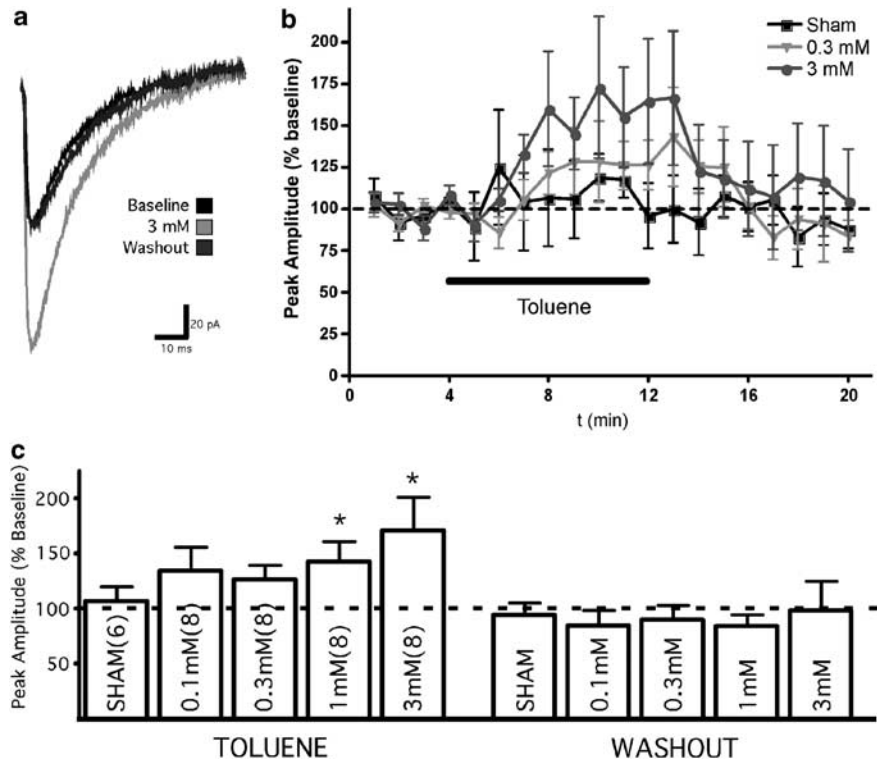 a
Baseline
3 mM
Washout
20 pA
10 ms
b
Peak Amplitude (% baseline)
200
175
150
125
100
75
50
25
0
Sham
0.3 mM
3 mM
Toluene
0 4 8 12 16 20
t (min)
c
Peak Amplitude (% Baseline)
200
150
100
50
SHAM(6)
0.1mM(8)
0.3mM(8)
1mM(8)
3mM(8)
*
*
SHAM
0.1mM
0.3mM
1mM
3mM
TOLUENE WASHOUT